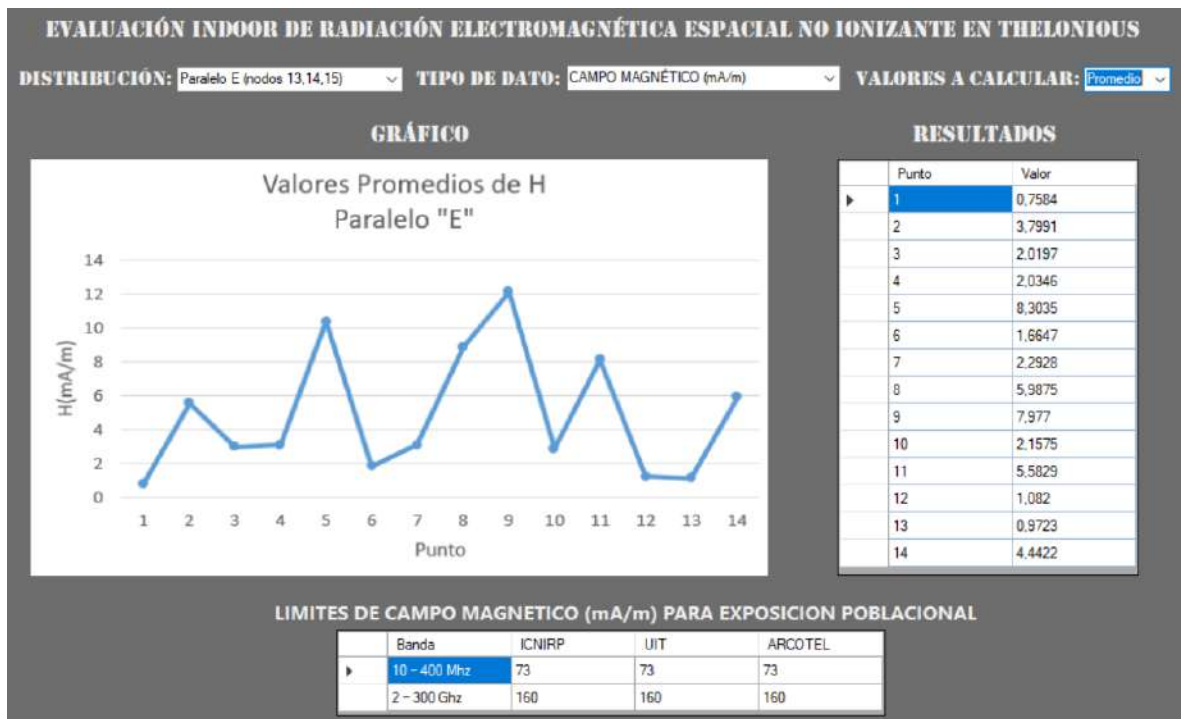 EVALUACIÓN INDOOR DE RADIACIÓN ELECTROMAGNÉTICA ESPACIAL NO IONIZANTE EN THELONIOUS
DISTRIBUCIÓN: Paralelo E (nodos 13,14,15) TIPO DE DATO: CAMPO MAGNÉTICO (mA/m) VALORES A CALCULAR: Promedio
GRÁFICO
Valores Promedios de H
Paralelo "E"
14
12
10
8
6
4
2
0
H(mA/m)
1 2 3 4 5 6 7 8 9 10 11 12 13 14
Punto
RESULTADOS
Punto Valor
1 0,7584
2 3,7991
3 2,0197
4 2,0346
5 8,3035
6 1,6647
7 2,2928
8 5,9875
9 7,977
10 2,1575
11 5,5829
12 1,082
13 0,9723
14 4,4422
LIMITES DE CAMPO MAGNETICO (mA/m) PARA EXPOSICION POBLACIONAL
Banda ICNIRP UIT ARCOTEL
10 – 400 Mhz 73 73 73
2 – 300 Ghz 160 160 160